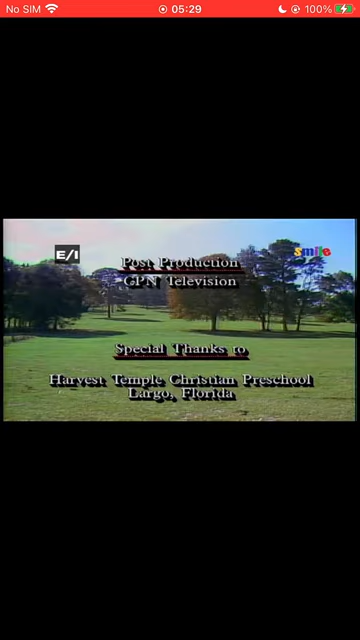 No SIM 05:29 100%
E/I
smile
Post Production
GPN Television
Special Thanks to
Harvest Temple Christian Preschool
Largo, Florida